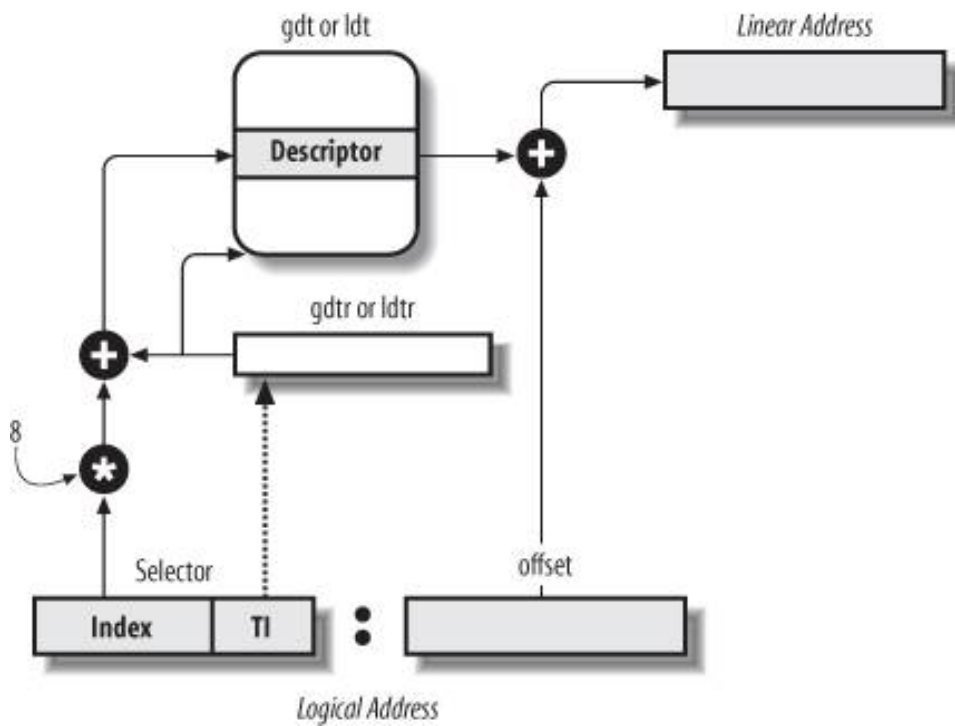 gdt or ldt
Linear Address
Descriptor
+
gdtr or ldtr
+
8
*
Selector
offset
Index
TI
:
Logical Address